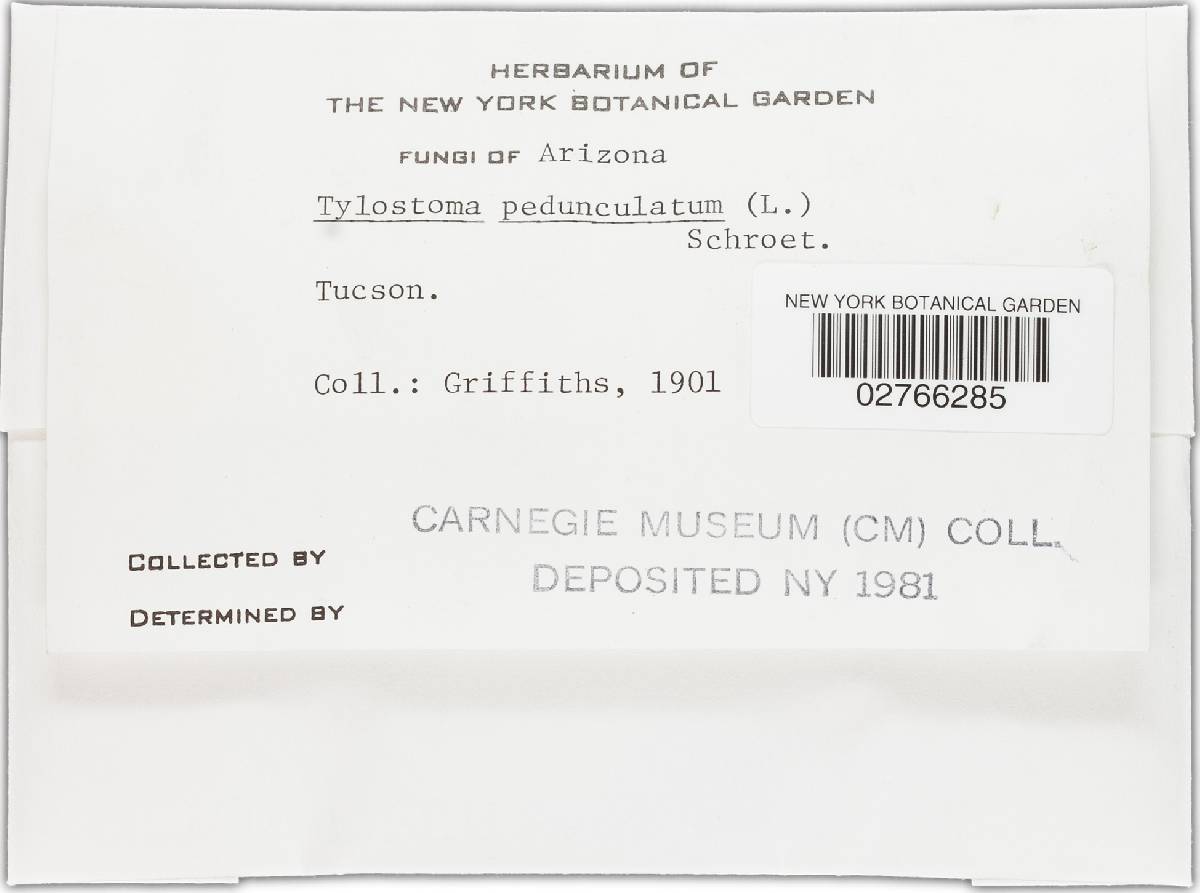 HERBARIUM OF
THE NEW YORK BOTANICAL GARDEN
FUNGI OF Arizona
Tylostoma pedunculatum (L.)
Schroet.
Tucson.
NEW YORK BOTANICAL GARDEN
02766285
Coll.: Griffiths, 1901
CARNEGIE MUSEUM (CM) COLL.
DEPOSITED NY 1981
COLLECTED BY
DETERMINED BY